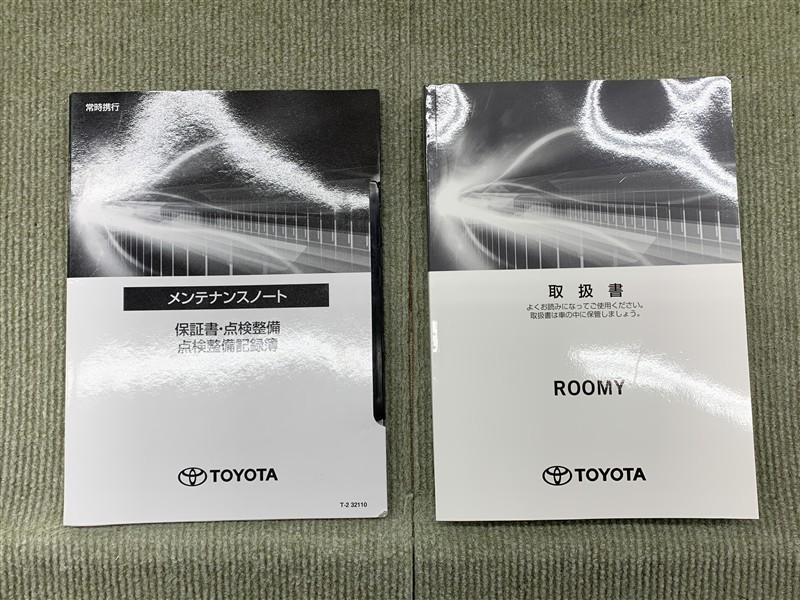 常時携行
メンテナンスノート
保証書・点検整備
点検整備記録簿
TOYOTA
T-2 32110
取扱書
よくお読みになってご使用ください。
取扱書は車の中に保管しましょう。
ROOMY
TOYOTA